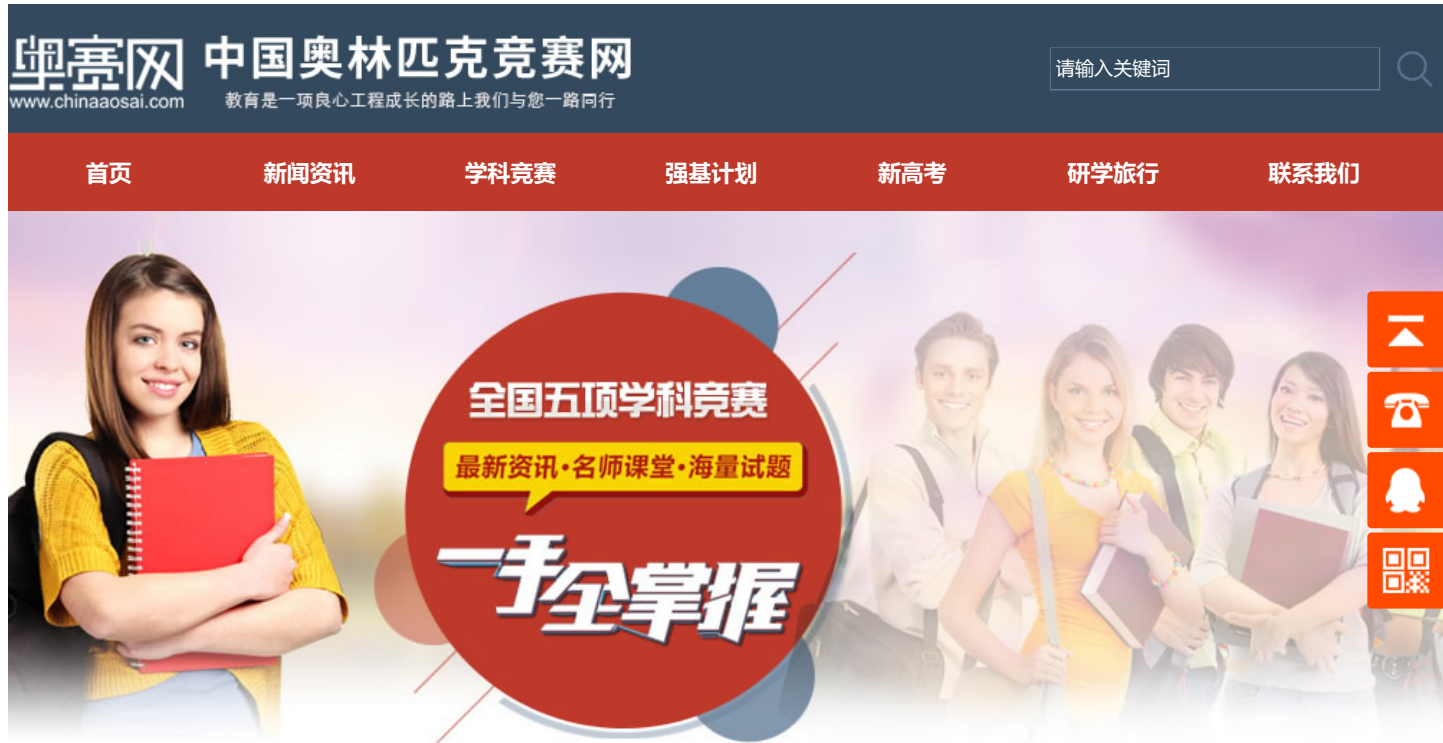 奥赛网
www.chinaaosai.com
中国奥林匹克竞赛网
教育是一项良心工程成长的路上我们与您一路同行
请输入关键词
首页
新闻资讯
学科竞赛
强基计划
新高考
研学旅行
联系我们
全国五项学科竞赛
最新资讯·名师课堂·海量试题
一手全掌握